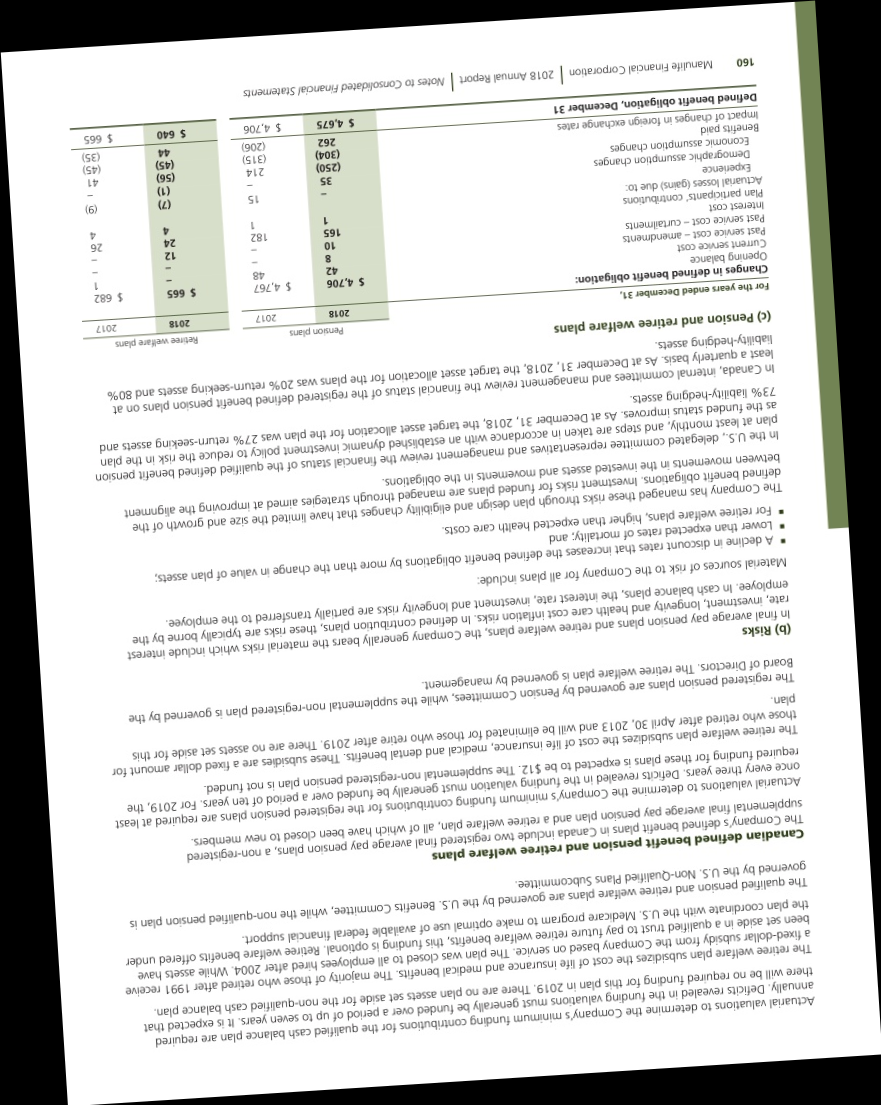 Actuarial valuations to determine the Company's minimum funding contributions for the qualified cash balance plan are required
annually. Deficits revealed in the funding valuations must generally be funded over a period of up to seven years. It is expected that
there will be no required funding for this plan in 2019. There are no plan assets set aside for the non-qualified cash balance plan.
The retiree welfare plan subsidizes the cost of life insurance and medical benefits. The majority of those who retired after 1991 receive
a fixed-dollar subsidy from the Company based on service. The plan was closed to all employees hired after 2004. While assets have
been set aside in a qualified trust to pay future retiree welfare benefits, this funding is optional. Retiree welfare benefits offered under
the plan coordinate with the U.S. Medicare program to make optimal use of available federal financial support.
The qualified pension and retiree welfare plans are governed by the U.S. Benefits Committee, while the non-qualified pension plan is
governed by the U.S. Non-Qualified Plans Subcommittee.
Canadian defined benefit pension and retiree welfare plans
The Company's defined benefit plans in Canada include two registered final average pay pension plans, a non-registered
supplemental final average pay pension plan and a retiree welfare plan, all of which have been closed to new members.
Actuarial valuations to determine the Company's minimum funding contributions for the registered pension plans are required at least
once every three years. Deficits revealed in the funding valuation must generally be funded over a period of ten years. For 2019, the
required funding for these plans is expected to be $12. The supplemental non-registered pension plan is not funded.
The retiree welfare plan subsidizes the cost of life insurance, medical and dental benefits. These subsidies are a fixed dollar amount for
those who retired after April 30, 2013 and will be eliminated for those who retire after 2019. There are no assets set aside for this
plan.
The registered pension plans are governed by Pension Committees, while the supplemental non-registered plan is governed by the
Board of Directors. The retiree welfare plan is governed by management.
(b) Risks
In final average pay pension plans and retiree welfare plans, the Company generally bears the material risks which include interest
rate, investment, longevity and health care cost inflation risks. In defined contribution plans, these risks are typically borne by the
employee. In cash balance plans, the interest rate, investment and longevity risks are partially transferred to the employee.
Material sources of risk to the Company for all plans include:
▪ A decline in discount rates that increases the defined benefit obligations by more than the change in value of plan assets;
▪ Lower than expected rates of mortality; and
▪ For retiree welfare plans, higher than expected health care costs.
The Company has managed these risks through plan design and eligibility changes that have limited the size and growth of the
defined benefit obligations. Investment risks for funded plans are managed through strategies aimed at improving the alignment
between movements in the invested assets and movements in the obligations.
In the U.S., delegated committee representatives and management review the financial status of the qualified defined benefit pension
plan at least monthly, and steps are taken in accordance with an established dynamic investment policy to reduce the risk in the plan
as the funded status improves. As at December 31, 2018, the target asset allocation for the plan was 27% return-seeking assets and
73% liability-hedging assets.
In Canada, internal committees and management review the financial status of the registered defined benefit pension plans on at
least a quarterly basis. As at December 31, 2018, the target asset allocation for the plans was 20% return-seeking assets and 80%
liability-hedging assets.
(c) Pension and retiree welfare plans
Pension plans Retiree welfare plans
For the years ended December 31, 2018 2017 2018 2017
Changes in defined benefit obligation:
Opening balance $ 4,706 $ 4,767 $ 665 $ 682
Current service cost 42 48 – 1
Past service cost – amendments 8 – – –
Past service cost – curtailments 10 – 12 –
Interest cost 165 182 24 26
Plan participants' contributions 1 1 4 4
Actuarial losses (gains) due to:
Experience – 15 (7) (9)
Demographic assumption changes 35 – (1) –
Economic assumption changes (250) 214 (56) 41
Benefits paid (304) (315) (45) (45)
Impact of changes in foreign exchange rates 262 (206) 44 (35)
Defined benefit obligation, December 31 $ 4,675 $ 4,706 $ 640 $ 665
160 Manulife Financial Corporation | 2018 Annual Report | Notes to Consolidated Financial Statements